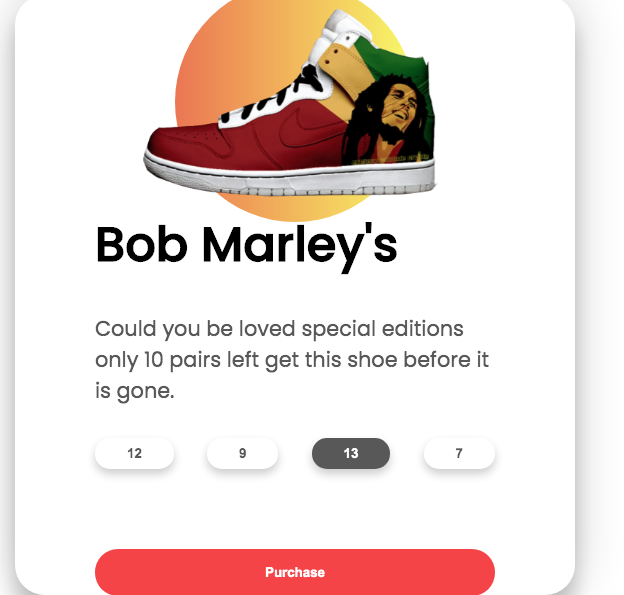 Bob Marley's
Could you be loved special editions
only 10 pairs left get this shoe before it
is gone.
12
9
13
7
Purchase